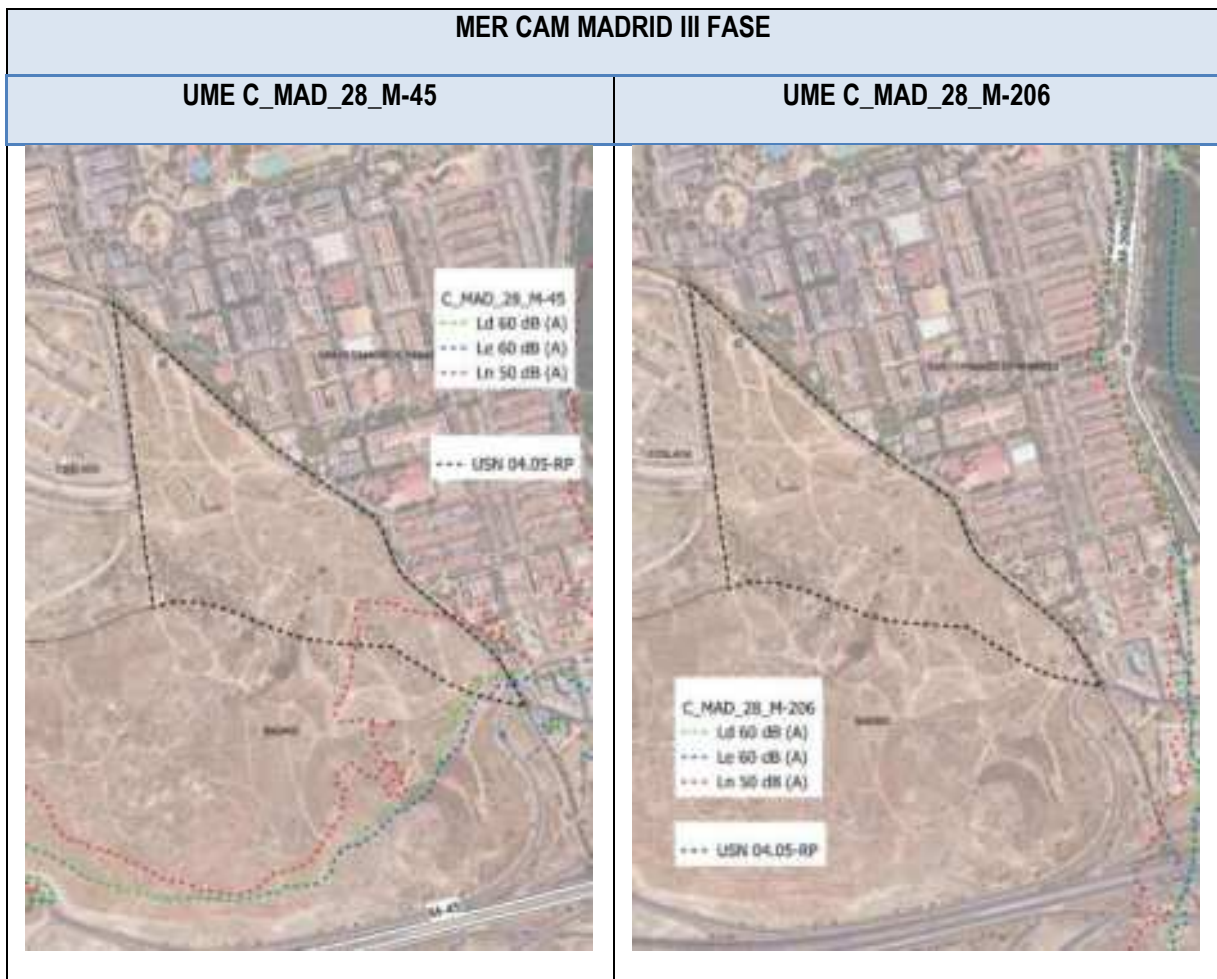 MER CAM MADRID III FASE
UME C_MAD_28_M-45
UME C_MAD_28_M-206
C_MAD_28_M-45
Ld 60 dB (A)
Le 60 dB (A)
Ln 50 dB (A)
USN 04.05-RP
M-45
C_MAD_28_M-206
Ld 60 dB (A)
Le 60 dB (A)
Ln 50 dB (A)
USN 04.05-RP